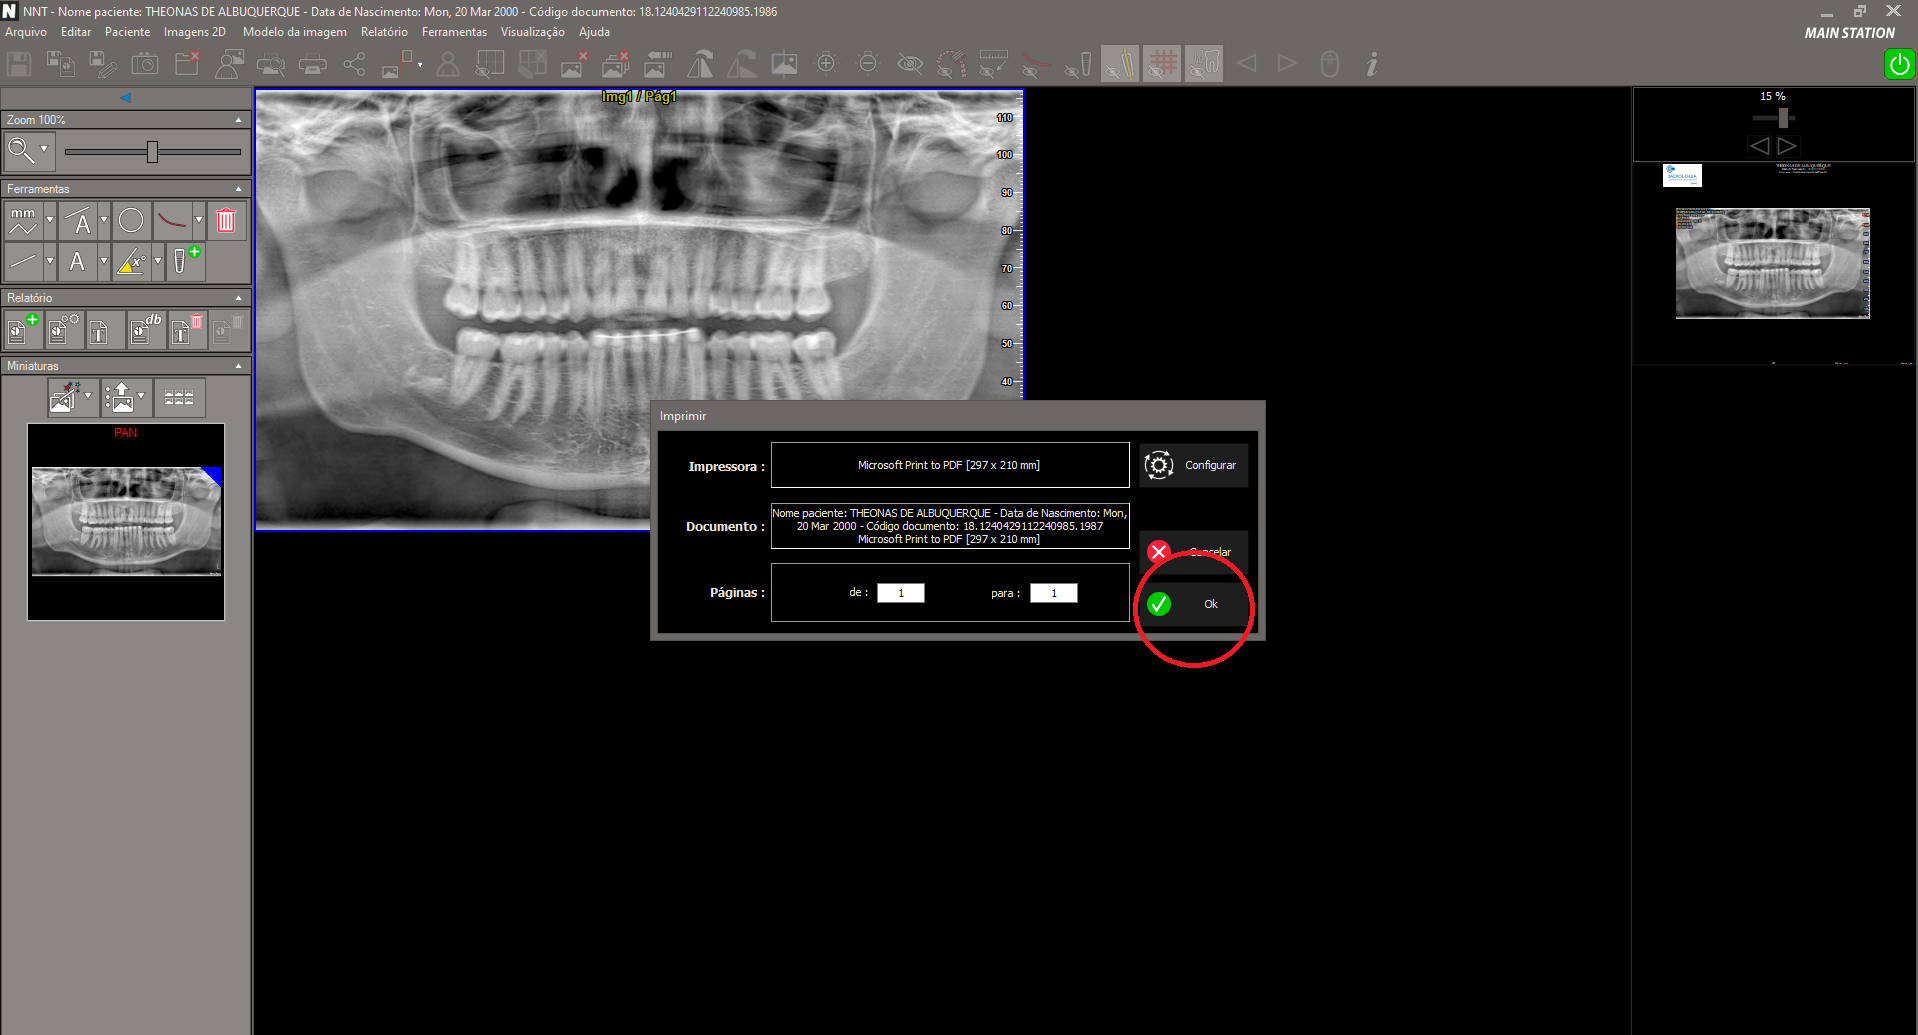 NNT - Nome paciente: THEONAS DE ALBUQUERQUE - Data de Nascimento: Mon, 20 Mar 2000 - Código documento: 18.1240429112240985.1986
Arquivo Editar Paciente Imagens 2D Modelo da imagem Relatório Ferramentas Visualização Ajuda
MAIN STATION
Zoom 100%
Ferramentas
mm
A
A
x°
Relatório
T
db
T
Miniaturas
PAN
L
Img1 / Pág1
110
100
90
80
70
60
50
40
Imprimir
Impressora :
Microsoft Print to PDF [297 x 210 mm]
Configurar
Documento :
Nome paciente: THEONAS DE ALBUQUERQUE - Data de Nascimento: Mon,
20 Mar 2000 - Código documento: 18.1240429112240985.1987
Microsoft Print to PDF [297 x 210 mm]
Cancelar
Páginas :
de : 1
para : 1
Ok
15 %
RADIOLOGIA
THEONAS DE ALBUQUERQUE